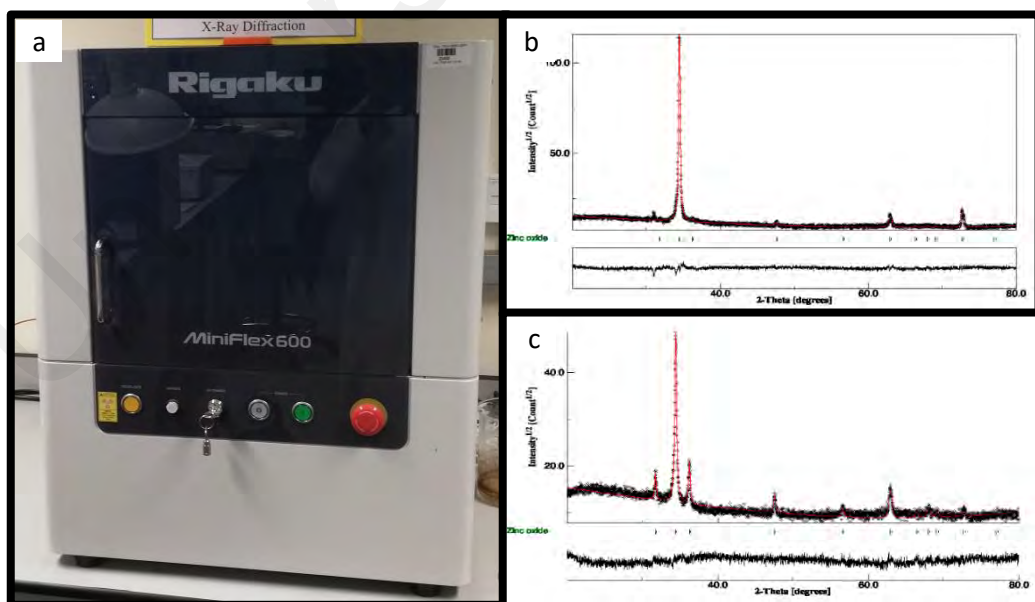 a
X-Ray Diffraction
Rigaku
MiniFlex600
b
Intensity^1/2 [Count^1/2]
100.0
50.0
Zinc oxide
40.0
60.0
80.0
2-Theta [degrees]
c
Intensity^1/2 [Count^1/2]
40.0
20.0
Zinc oxide
40.0
60.0
80.0
2-Theta [degrees]